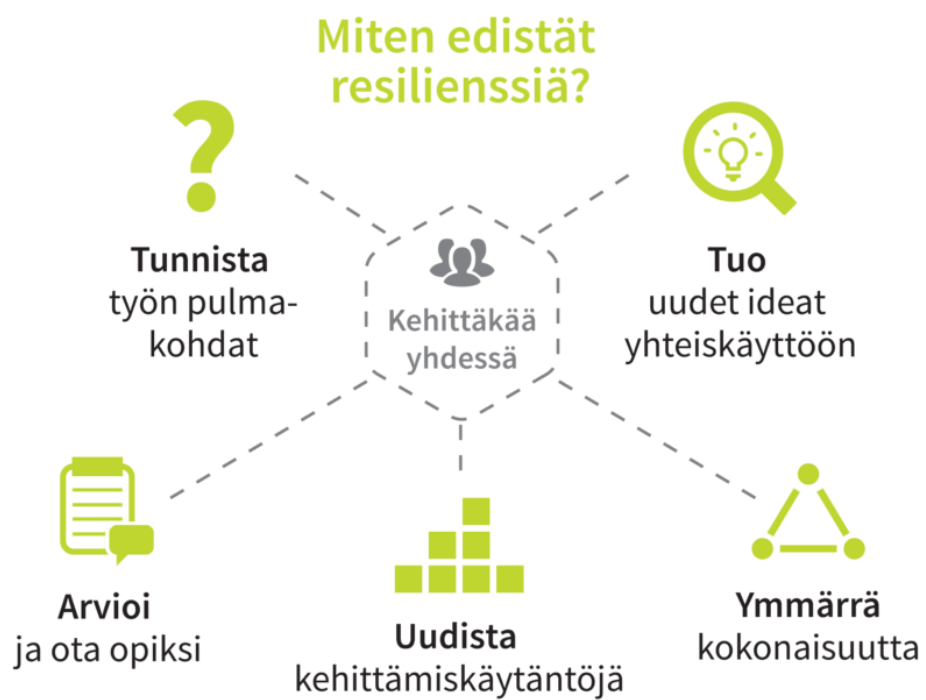 Miten edistät
resilienssiä?
Tunnista
työn pulma-
kohdat
Tuo
uudet ideat
yhteiskäyttöön
Kehittäkää
yhdessä
Arvioi
ja ota opiksi
Uudista
kehittämiskäytäntöjä
Ymmärrä
kokonaisuutta